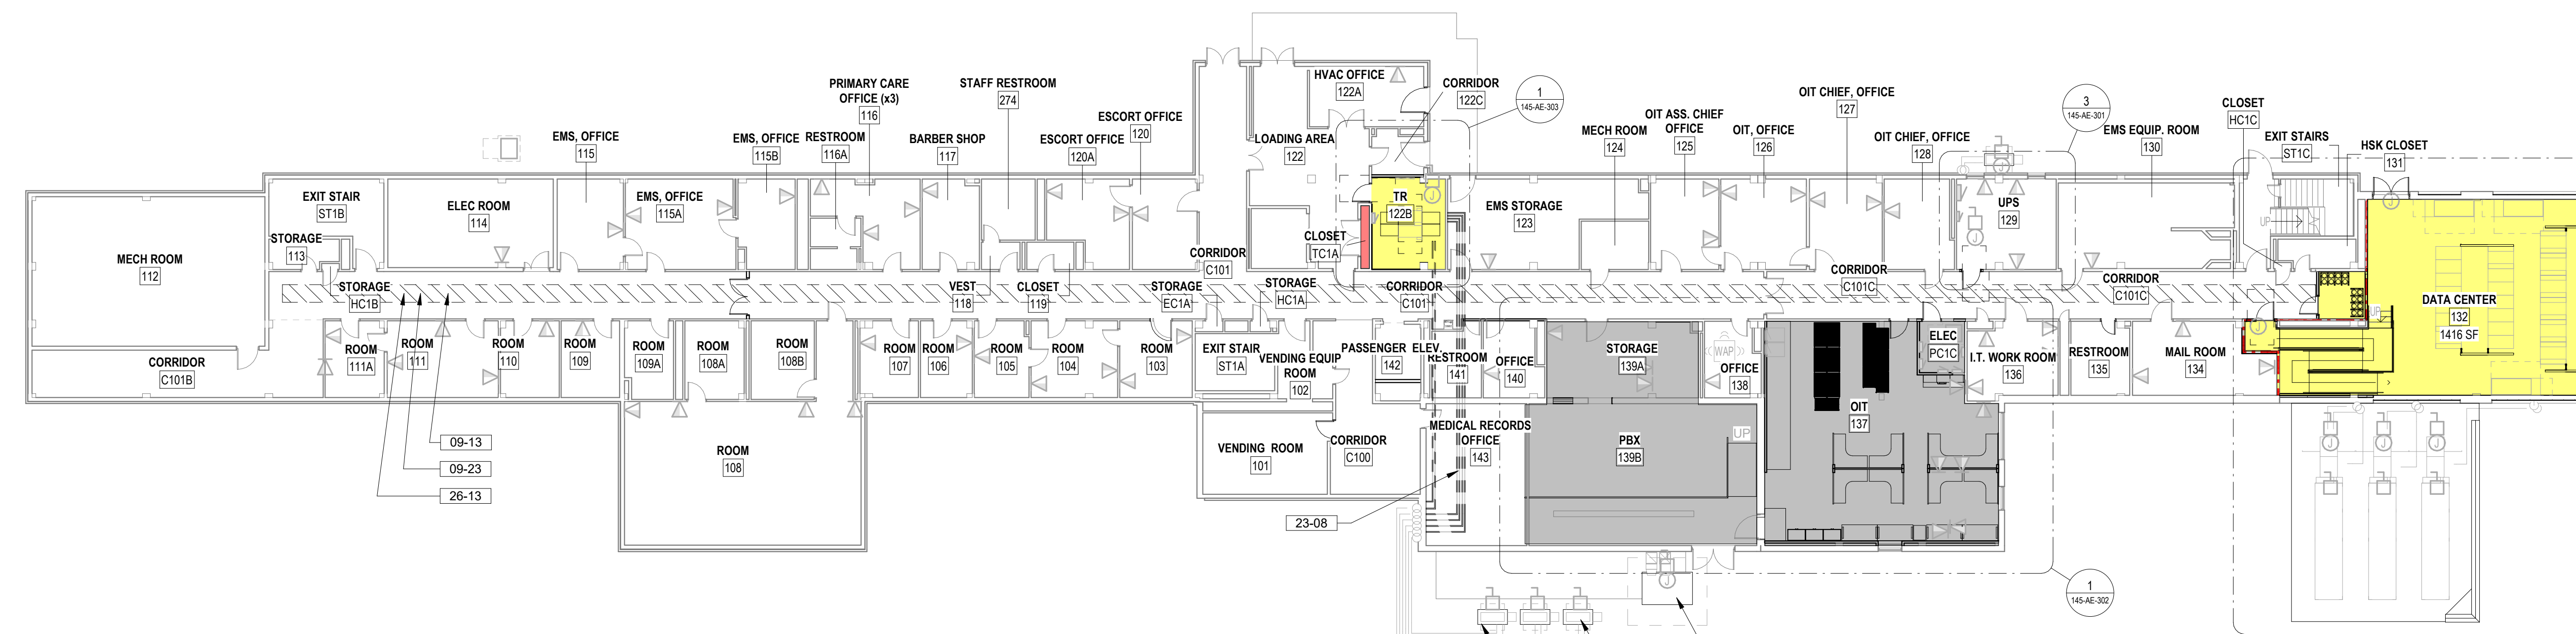 HVAC OFFICE
122A
CORRIDOR
122C
1
145-AE-303
PRIMARY CARE
OFFICE (x3)
116
STAFF RESTROOM
274
OIT CHIEF, OFFICE
127
3
145-AE-301
CLOSET
HC1C
EMS, OFFICE
115
EMS, OFFICE
115B
RESTROOM
116A
BARBER SHOP
117
ESCORT OFFICE
120
ESCORT OFFICE
120A
LOADING AREA
122
MECH ROOM
124
OIT ASS. CHIEF
OFFICE
125
OIT, OFFICE
126
OIT CHIEF, OFFICE
128
EMS EQUIP. ROOM
130
EXIT STAIRS
ST1C
HSK CLOSET
131
EXIT STAIR
ST1B
ELEC ROOM
114
EMS, OFFICE
115A
TR
122B
J
EMS STORAGE
123
UPS
129
J
UP
J
STORAGE
113
MECH ROOM
112
CLOSET
TC1A
CORRIDOR
C101
STORAGE
HC1B
VEST
118
CLOSET
119
STORAGE
EC1A
STORAGE
HC1A
CORRIDOR
C101
CORRIDOR
C101C
CORRIDOR
C101C
DATA CENTER
132
1416 SF
UP
J
CORRIDOR
C101B
ROOM
111A
ROOM
111
ROOM
110
ROOM
109
ROOM
109A
ROOM
108A
ROOM
108B
ROOM
107
ROOM
106
ROOM
105
ROOM
104
ROOM
103
EXIT STAIR
ST1A
VENDING EQUIP
ROOM
102
PASSENGER ELEV.
142
RESTROOM
141
OFFICE
140
STORAGE
139A
WAP
OFFICE
138
ELEC
PC1C
I.T. WORK ROOM
136
RESTROOM
135
MAIL ROOM
134
OIT
137
09-13
09-23
26-13
ROOM
108
VENDING  ROOM
101
CORRIDOR
C100
MEDICAL RECORDS
OFFICE
143
PBX
139B
UP
J
J
J
23-08
J
1
145-AE-302